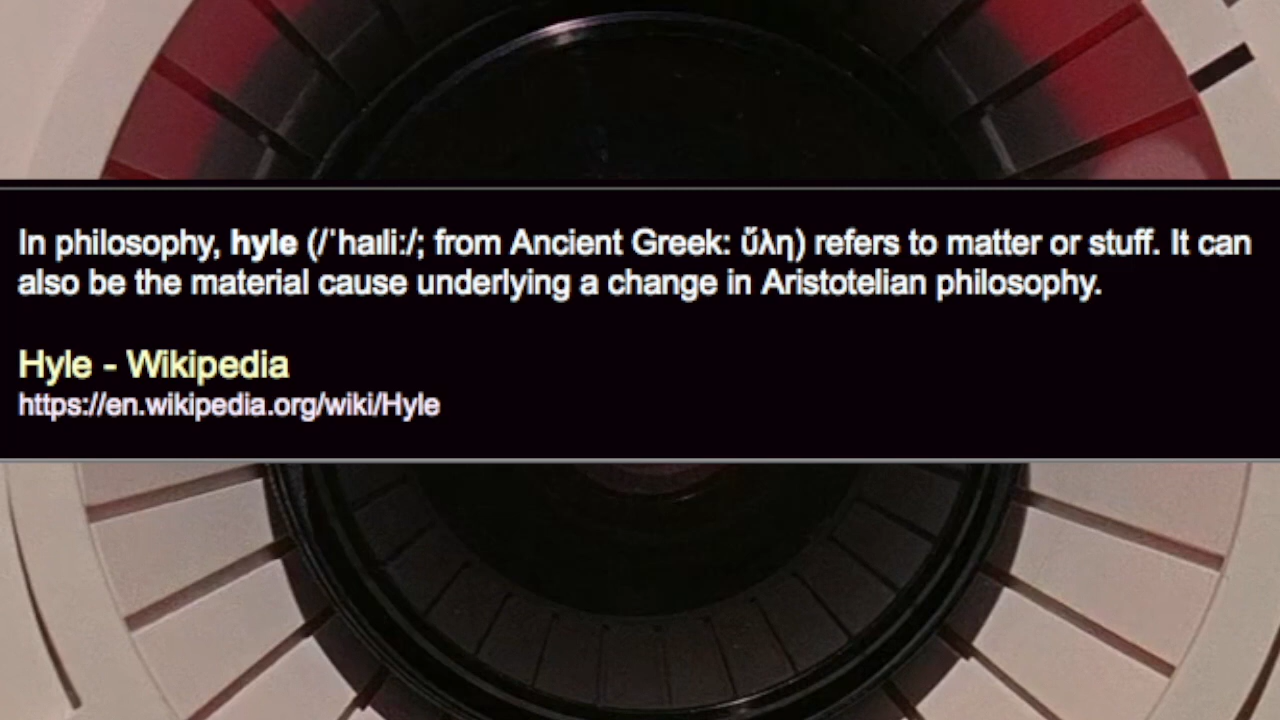 In philosophy, hyle (/ˈhaɪliː/; from Ancient Greek: ὕλη) refers to matter or stuff. It can
also be the material cause underlying a change in Aristotelian philosophy.
Hyle - Wikipedia
https://en.wikipedia.org/wiki/Hyle